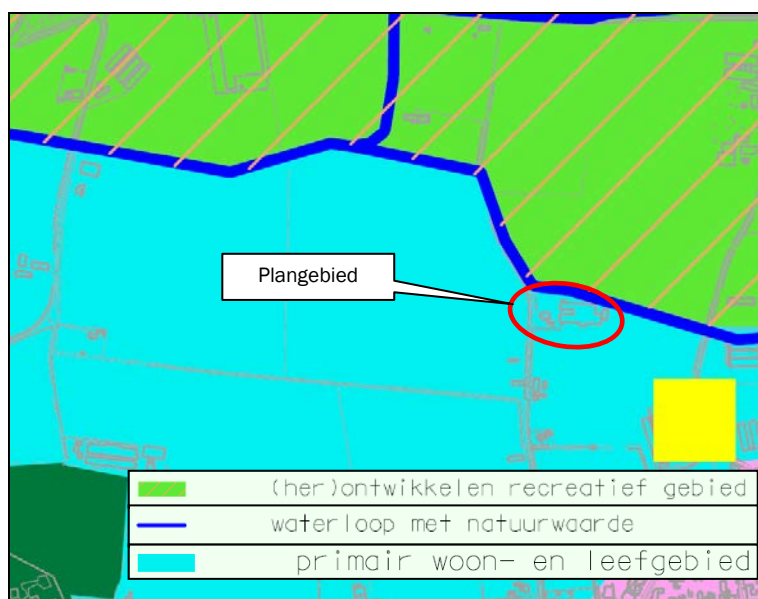 Plangebied
(her)ontwikkelen recreatief gebied
waterloop met natuurwaarde
primair woon- en leefgebied